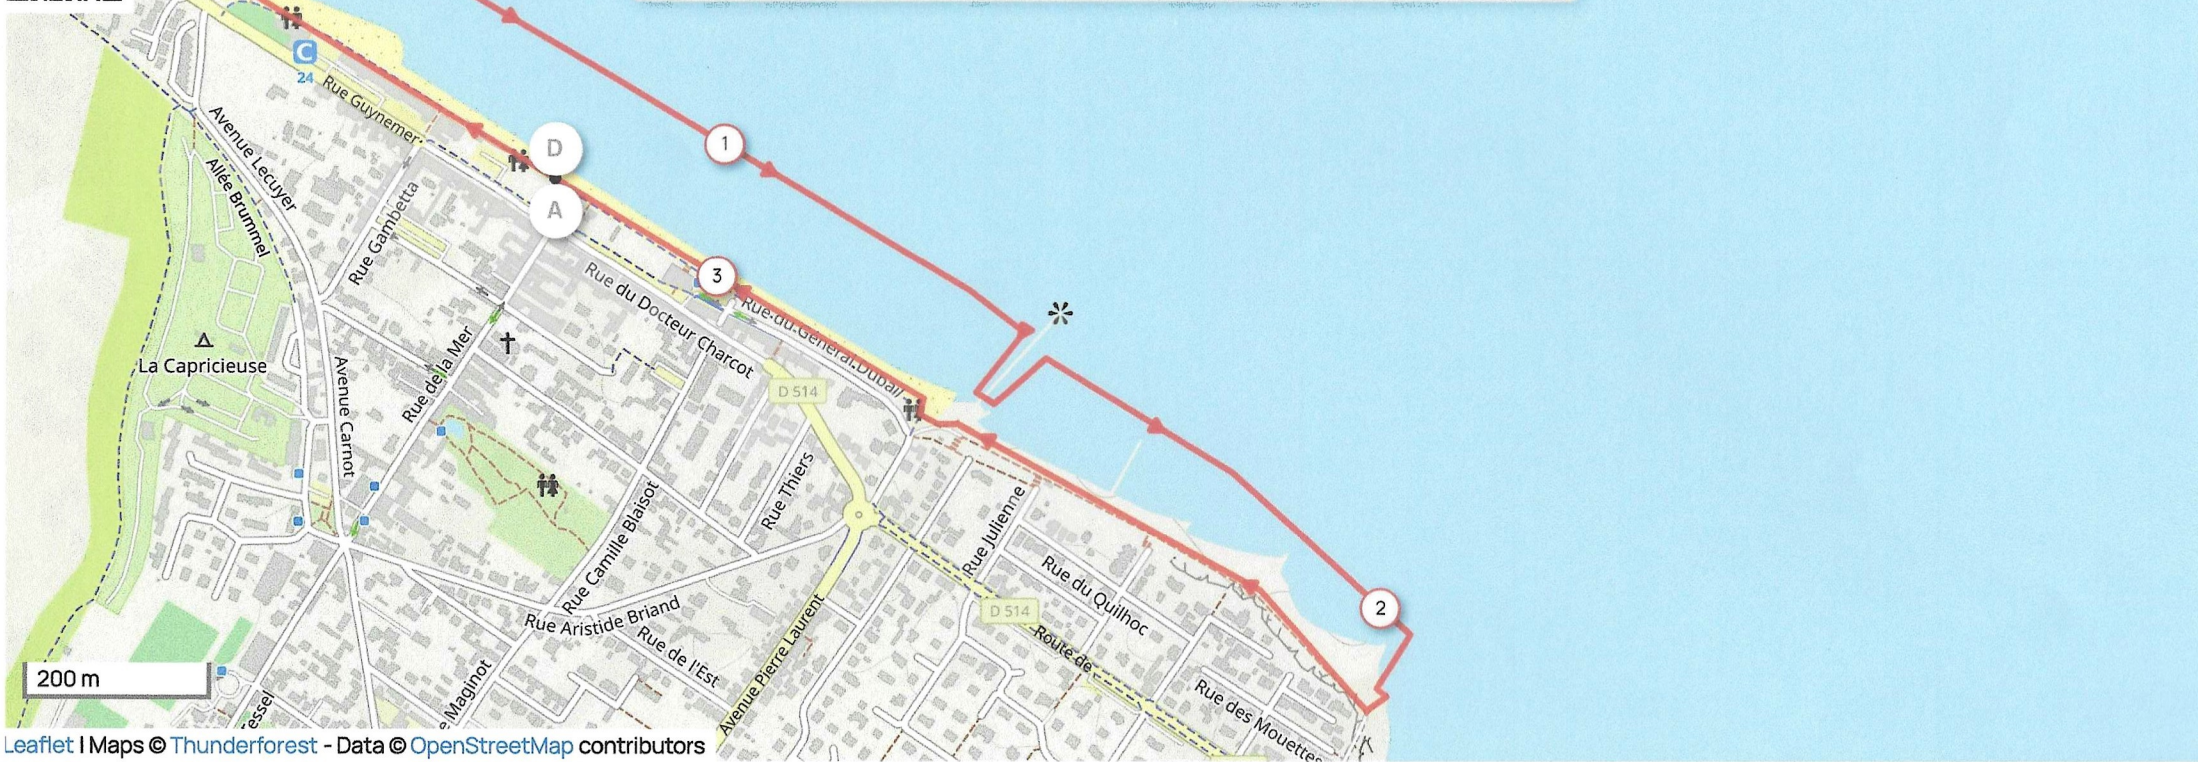 C
24
Rue Guynemer
Avenue Lecuyer
Allée Brummel
Rue Gambetta
1
D
A
3
Rue du Docteur Charcot
Rue du Général Dubail
La Capricieuse
Rue de la Mer
Avenue Carnot
D 514
Rue Thiers
Rue Camille Blaisot
Rue Julienne
Rue du Quilhoc
2
Rue Aristide Briand
D 514
Route de
Rue de l'Est
Avenue Pierre Laurent
Rue des Mouettes
200 m
essel
e Maginot
Leaflet | Maps © Thunderforest - Data © OpenStreetMap contributors